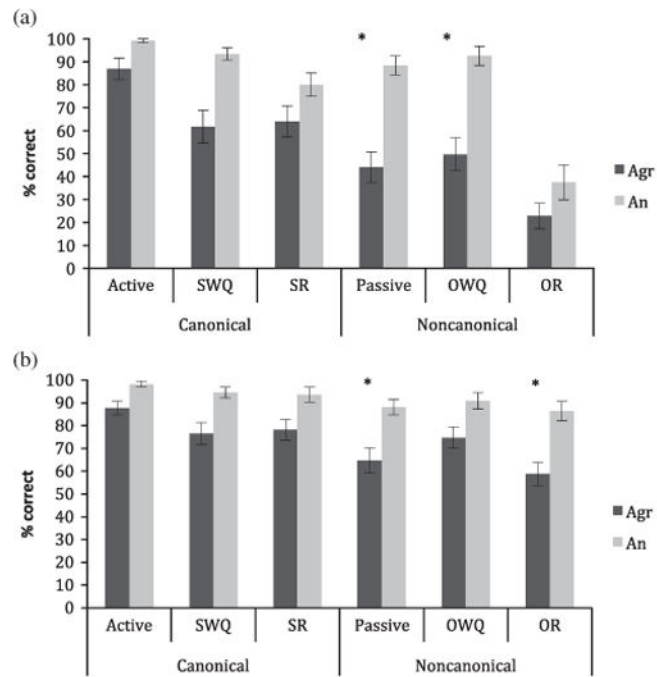 (a)
100
90
80
70
60
50
40
30
20
10
0
% correct
* *
Agr
An
Active SWQ SR Passive OWQ OR
Canonical Noncanonical
(b)
100
90
80
70
60
50
40
30
20
10
0
% correct
* *
Agr
An
Active SWQ SR Passive OWQ OR
Canonical Noncanonical